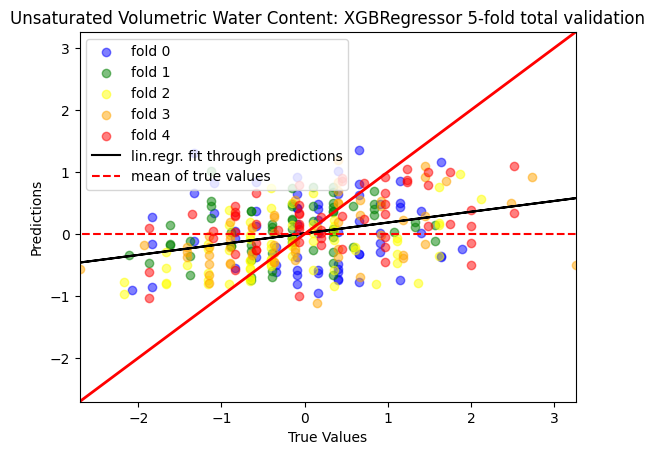 Unsaturated Volumetric Water Content: XGBRegressor 5-fold total validation
fold 0
fold 1
fold 2
fold 3
fold 4
lin.regr. fit through predictions
mean of true values
Predictions
3
2
1
0
−1
−2
−2
−1
0
1
2
3
True Values